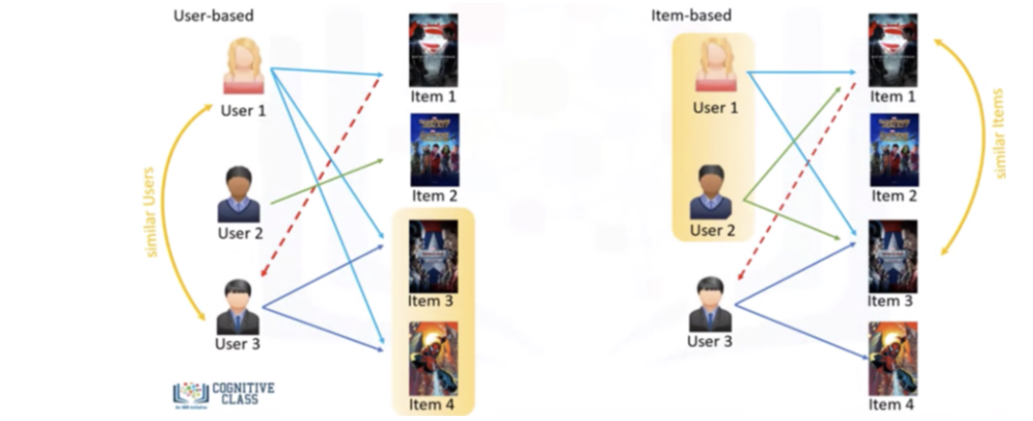 User-based
User 1
User 2
User 3
similar Users
Item 1
Item 2
Item 3
Item 4
COGNITIVE
CLASS
Item-based
User 1
User 2
User 3
Item 1
Item 2
Item 3
Item 4
similar Items